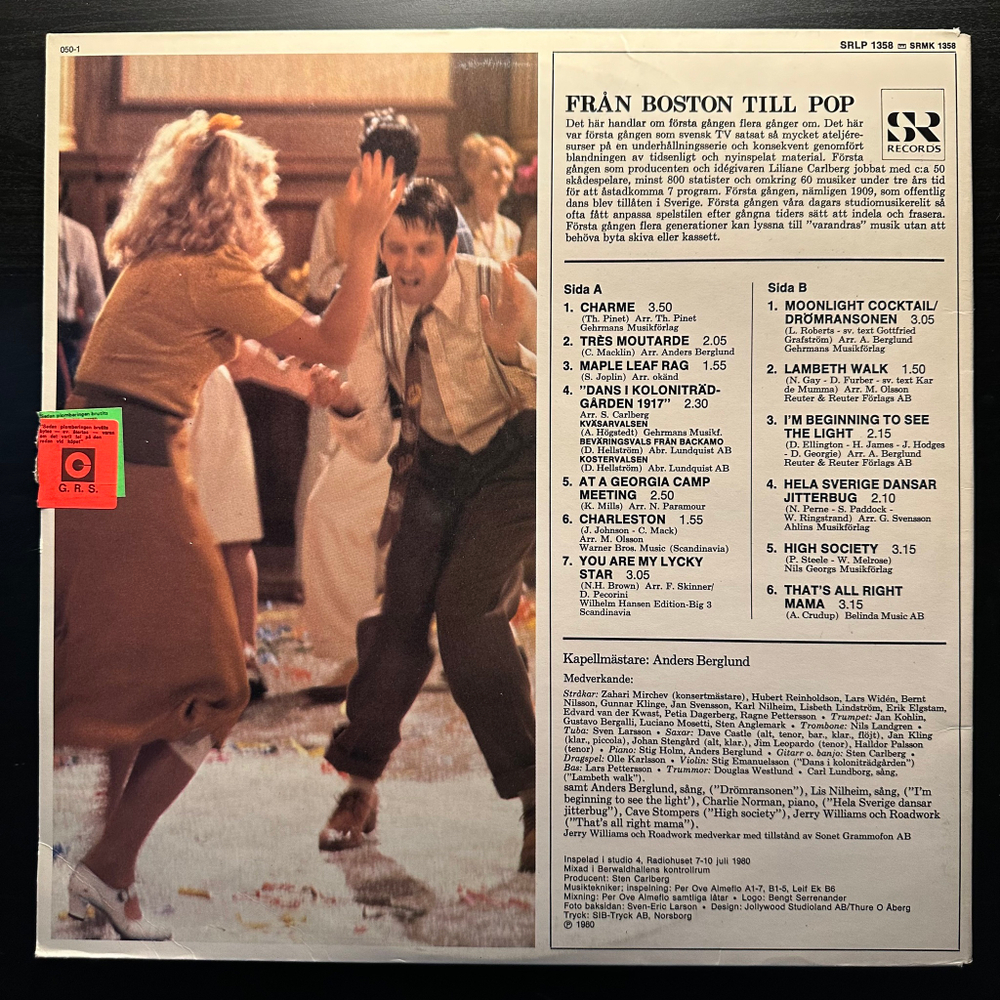 050-1
SRLP 1358 SRMK 1358
FRÅN BOSTON TILL POP
SR
RECORDS
Det här handlar om första gången flera gånger om. Det här
var första gången som svensk TV satsat så mycket ateljére-
surser på en underhållningsserie och konsekvent genomfört
blandningen av tidsenligt och nyinspelat material. Första
gången som producenten och idégivaren Liliane Carlberg jobbat med c:a 50
skådespelare, minst 800 statister och omkring 60 musiker under tre års tid
för att åstadkomma 7 program. Första gången, nämligen 1909, som offentlig
dans blev tillåten i Sverige. Första gången våra dagars studiomusikerelit så
ofta fått anpassa spelstilen efter gångna tiders sätt att indela och frasera.
Första gången flera generationer kan lyssna till "varandras" musik utan att
behöva byta skiva eller kassett.
Sida A
1. CHARME 3.50
(Th. Pinet) Arr. Th. Pinet
Gehrmans Musikförlag
2. TRÈS MOUTARDE 2.05
(C. Macklin) Arr. Anders Berglund
3. MAPLE LEAF RAG 1.55
(S. Joplin) Arr. okänd
4. "DANS I KOLONITRÄD-
GÅRDEN 1917" 2.30
Arr. S. Carlberg
KVÄSARVALSEN
(A. Högstedt) Gehrmans Musikf.
BEVÄRINGSVALS FRÅN BACKAMO
(D. Hellström) Abr. Lundquist AB
KOSTERVALSEN
(D. Hellström) Abr. Lundquist AB
5. AT A GEORGIA CAMP
MEETING 2.50
(K. Mills) Arr. N. Paramour
6. CHARLESTON 1.55
(J. Johnson - C. Mack)
Arr. M. Olsson
Warner Bros. Music (Scandinavia)
7. YOU ARE MY LYCKY
STAR 3.05
(N.H. Brown) Arr. F. Skinner/
D. Pecorini
Wilhelm Hansen Edition-Big 3
Scandinavia
Sida B
1. MOONLIGHT COCKTAIL/
DRÖMRANSONEN 3.05
(L. Roberts - sv. text Gottfried
Grafström) Arr. A. Berglund
Gehrmans Musikförlag
2. LAMBETH WALK 1.50
(N. Gay - D. Furber - sv. text Kar
de Mumma) Arr. M. Olsson
Reuter & Reuter Förlags AB
3. I'M BEGINNING TO SEE
THE LIGHT 2.15
(D. Ellington - H. James - J. Hodges
- D. Georgie) Arr. A. Berglund
Reuter & Reuter Förlags AB
4. HELA SVERIGE DANSAR
JITTERBUG 2.10
(N. Perne - S. Paddock -
W. Ringstrand) Arr. G. Svensson
Ahlins Musikförlag
5. HIGH SOCIETY 3.15
(P. Steele - W. Melrose)
Nils Georgs Musikförlag
6. THAT'S ALL RIGHT
MAMA 3.15
(A. Crudup) Belinda Music AB
Kapellmästare: Anders Berglund
Medverkande:
Stråkar: Zahari Mirchev (konsertmästare), Hubert Reinholdson, Lars Widén, Bernt
Nilsson, Gunnar Klinge, Jan Svensson, Karl Nilheim, Lisbeth Lindström, Erik Elgstam,
Edvard van der Kwast, Petia Dagerberg, Ragne Pettersson • Trumpet: Jan Kohlin,
Gustavo Bergalli, Luciano Mosetti, Sten Anglemark • Trombone: Nils Landgren •
Tuba: Sven Larsson • Saxar: Dave Castle (alt, tenor, bar., klar., flöjt), Jan Kling
(klar., piccola), Johan Stengård (alt, klar.), Jim Leopardo (tenor), Halldor Palsson
(tenor) • Piano: Stig Holm, Anders Berglund • Gitarr o. banjo: Sten Carlberg •
Dragspel: Olle Karlsson • Violin: Stig Emanuelsson ("Dans i koloniträdgården")
Bas: Lars Pettersson • Trummor: Douglas Westlund • Carl Lundborg, sång,
("Lambeth walk").
samt Anders Berglund, sång, ("Drömransonen"), Lis Nilheim, sång, ("I'm
beginning to see the light'), Charlie Norman, piano, ("Hela Sverige dansar
jitterbug"), Cave Stompers ("High society"), Jerry Williams och Roadwork
("That's all right mama").
Jerry Williams och Roadwork medverkar med tillstånd av Sonet Grammofon AB
Inspelad i studio 4, Radiohuset 7-10 juli 1980
Mixad i Berwaldhallens kontrollrum
Producent: Sten Carlberg
Musiktekniker; inspelning: Per Ove Almeflo A1-7, B1-5, Leif Ek B6
Mixning: Per Ove Almeflo samtliga låtar • Logo: Bengt Serrenander
Foto baksidan: Sven-Eric Larson • Design: Jollywood Studioland AB/Thure O Åberg
Tryck: SIB-Tryck AB, Norsborg
℗ 1980
Sedan plomberingen brutits
"Sedan plomberingen brutits
G. R. S.